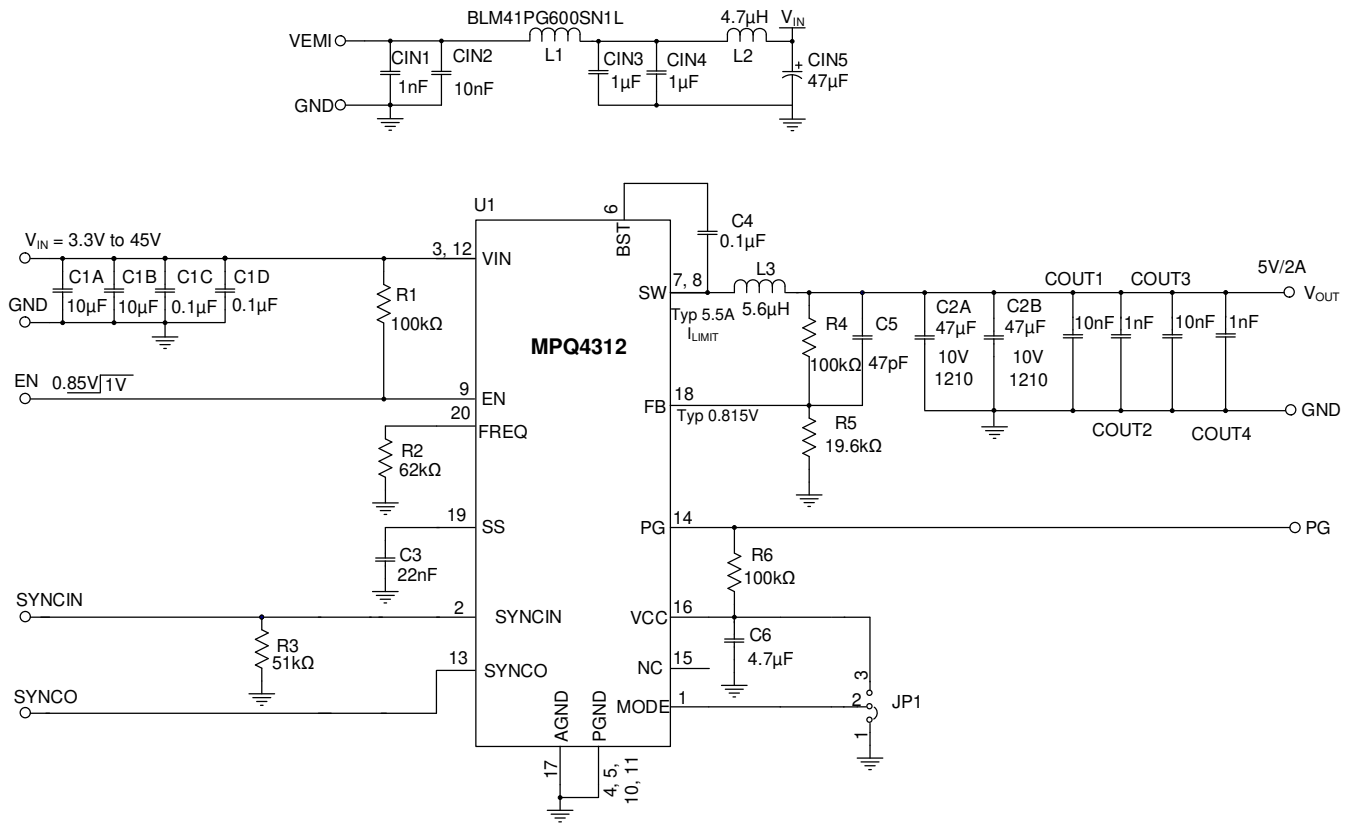 BLM41PG600SN1L
4.7µH
VIN
VEMI
L1
L2
CIN1
1nF
CIN2
10nF
CIN3
1µF
CIN4
1µF
+
CIN5
47µF
GND
U1
6
BST
C4
0.1µF
VIN = 3.3V to 45V
3, 12
VIN
C1A
10µF
C1B
10µF
C1C
0.1µF
C1D
0.1µF
GND
R1
100kΩ
MPQ4312
SW
7, 8
L3
5.6µH
Typ 5.5A
ILIMIT
R4
100kΩ
C5
47pF
C2A
47µF
10V
1210
C2B
47µF
10V
1210
COUT1
10nF
1nF
COUT3
10nF
1nF
5V/2A
VOUT
EN
0.85V
1V
9
EN
20
FREQ
FB
18
Typ 0.815V
GND
COUT2
COUT4
R5
19.6kΩ
R2
62kΩ
19
SS
C3
22nF
PG
14
PG
R6
100kΩ
SYNCIN
2
SYNCIN
R3
51kΩ
VCC
16
C6
4.7µF
13
SYNCO
NC
15
SYNCO
MODE
1
3
2
1
JP1
AGND
PGND
17
4, 5,
10, 11